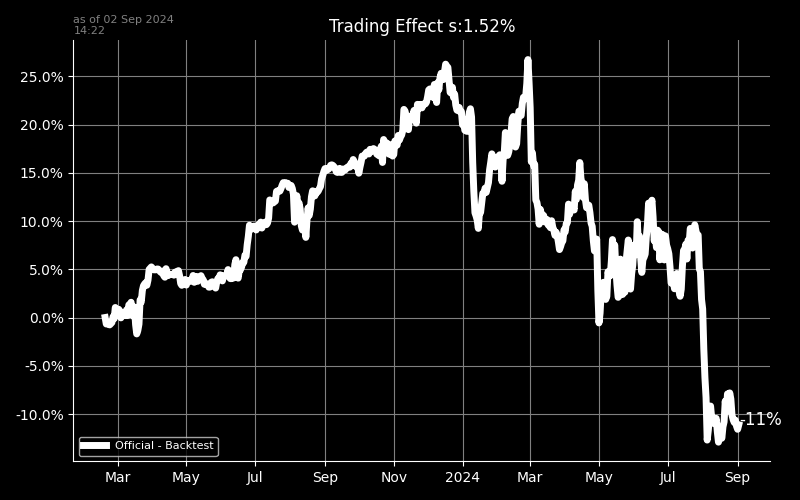 as of 02 Sep 2024
14:22
Trading Effect s:1.52%
25.0%
20.0%
15.0%
10.0%
5.0%
0.0%
-5.0%
-10.0%
-11%
Official - Backtest
Mar May Jul Sep Nov 2024 Mar May Jul Sep